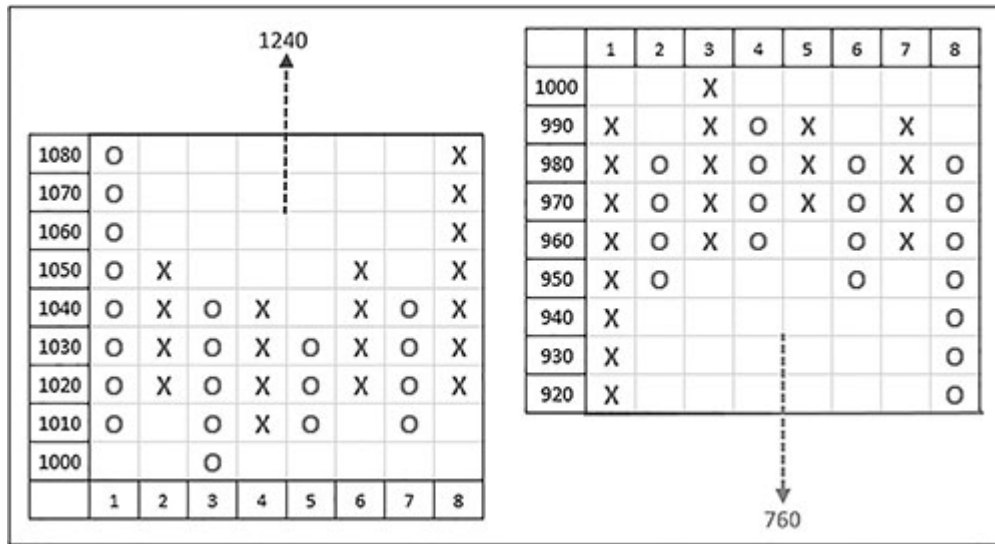 1240
1080 O X
1070 O X
1060 O X
1050 O X X X
1040 O X O X X O X
1030 O X O X O X O X
1020 O X O X O X O X
1010 O O X O O
1000 O
1 2 3 4 5 6 7 8
1 2 3 4 5 6 7 8
1000 X
990 X X O X X
980 X O X O X O X O
970 X O X O X O X O
960 X O X O O X O
950 X O O O
940 X O
930 X O
920 X O
760